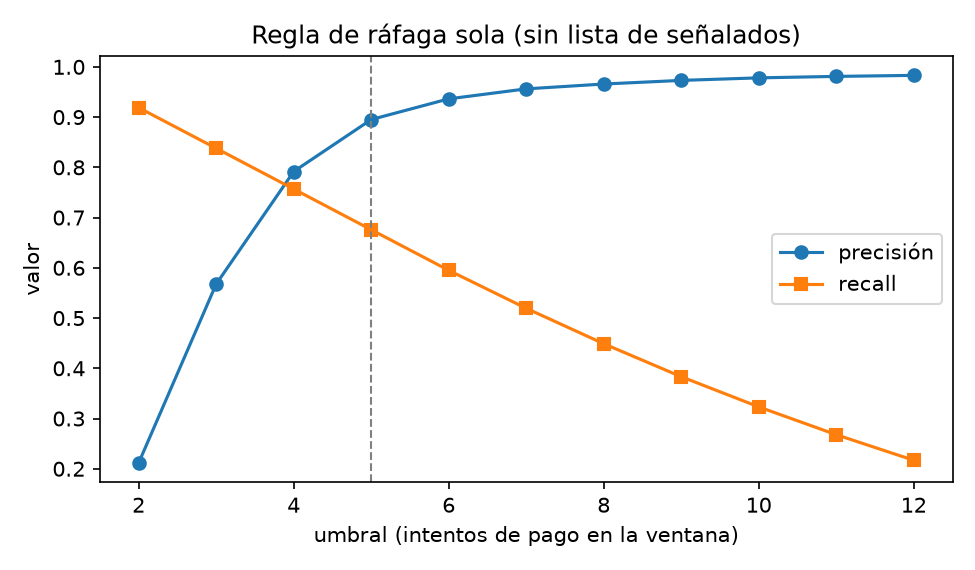 Regla de ráfaga sola (sin lista de señalados)
1.0
0.9
0.8
0.7
0.6
0.5
0.4
0.3
0.2
valor
precisión
recall
2 4 6 8 10 12
umbral (intentos de pago en la ventana)